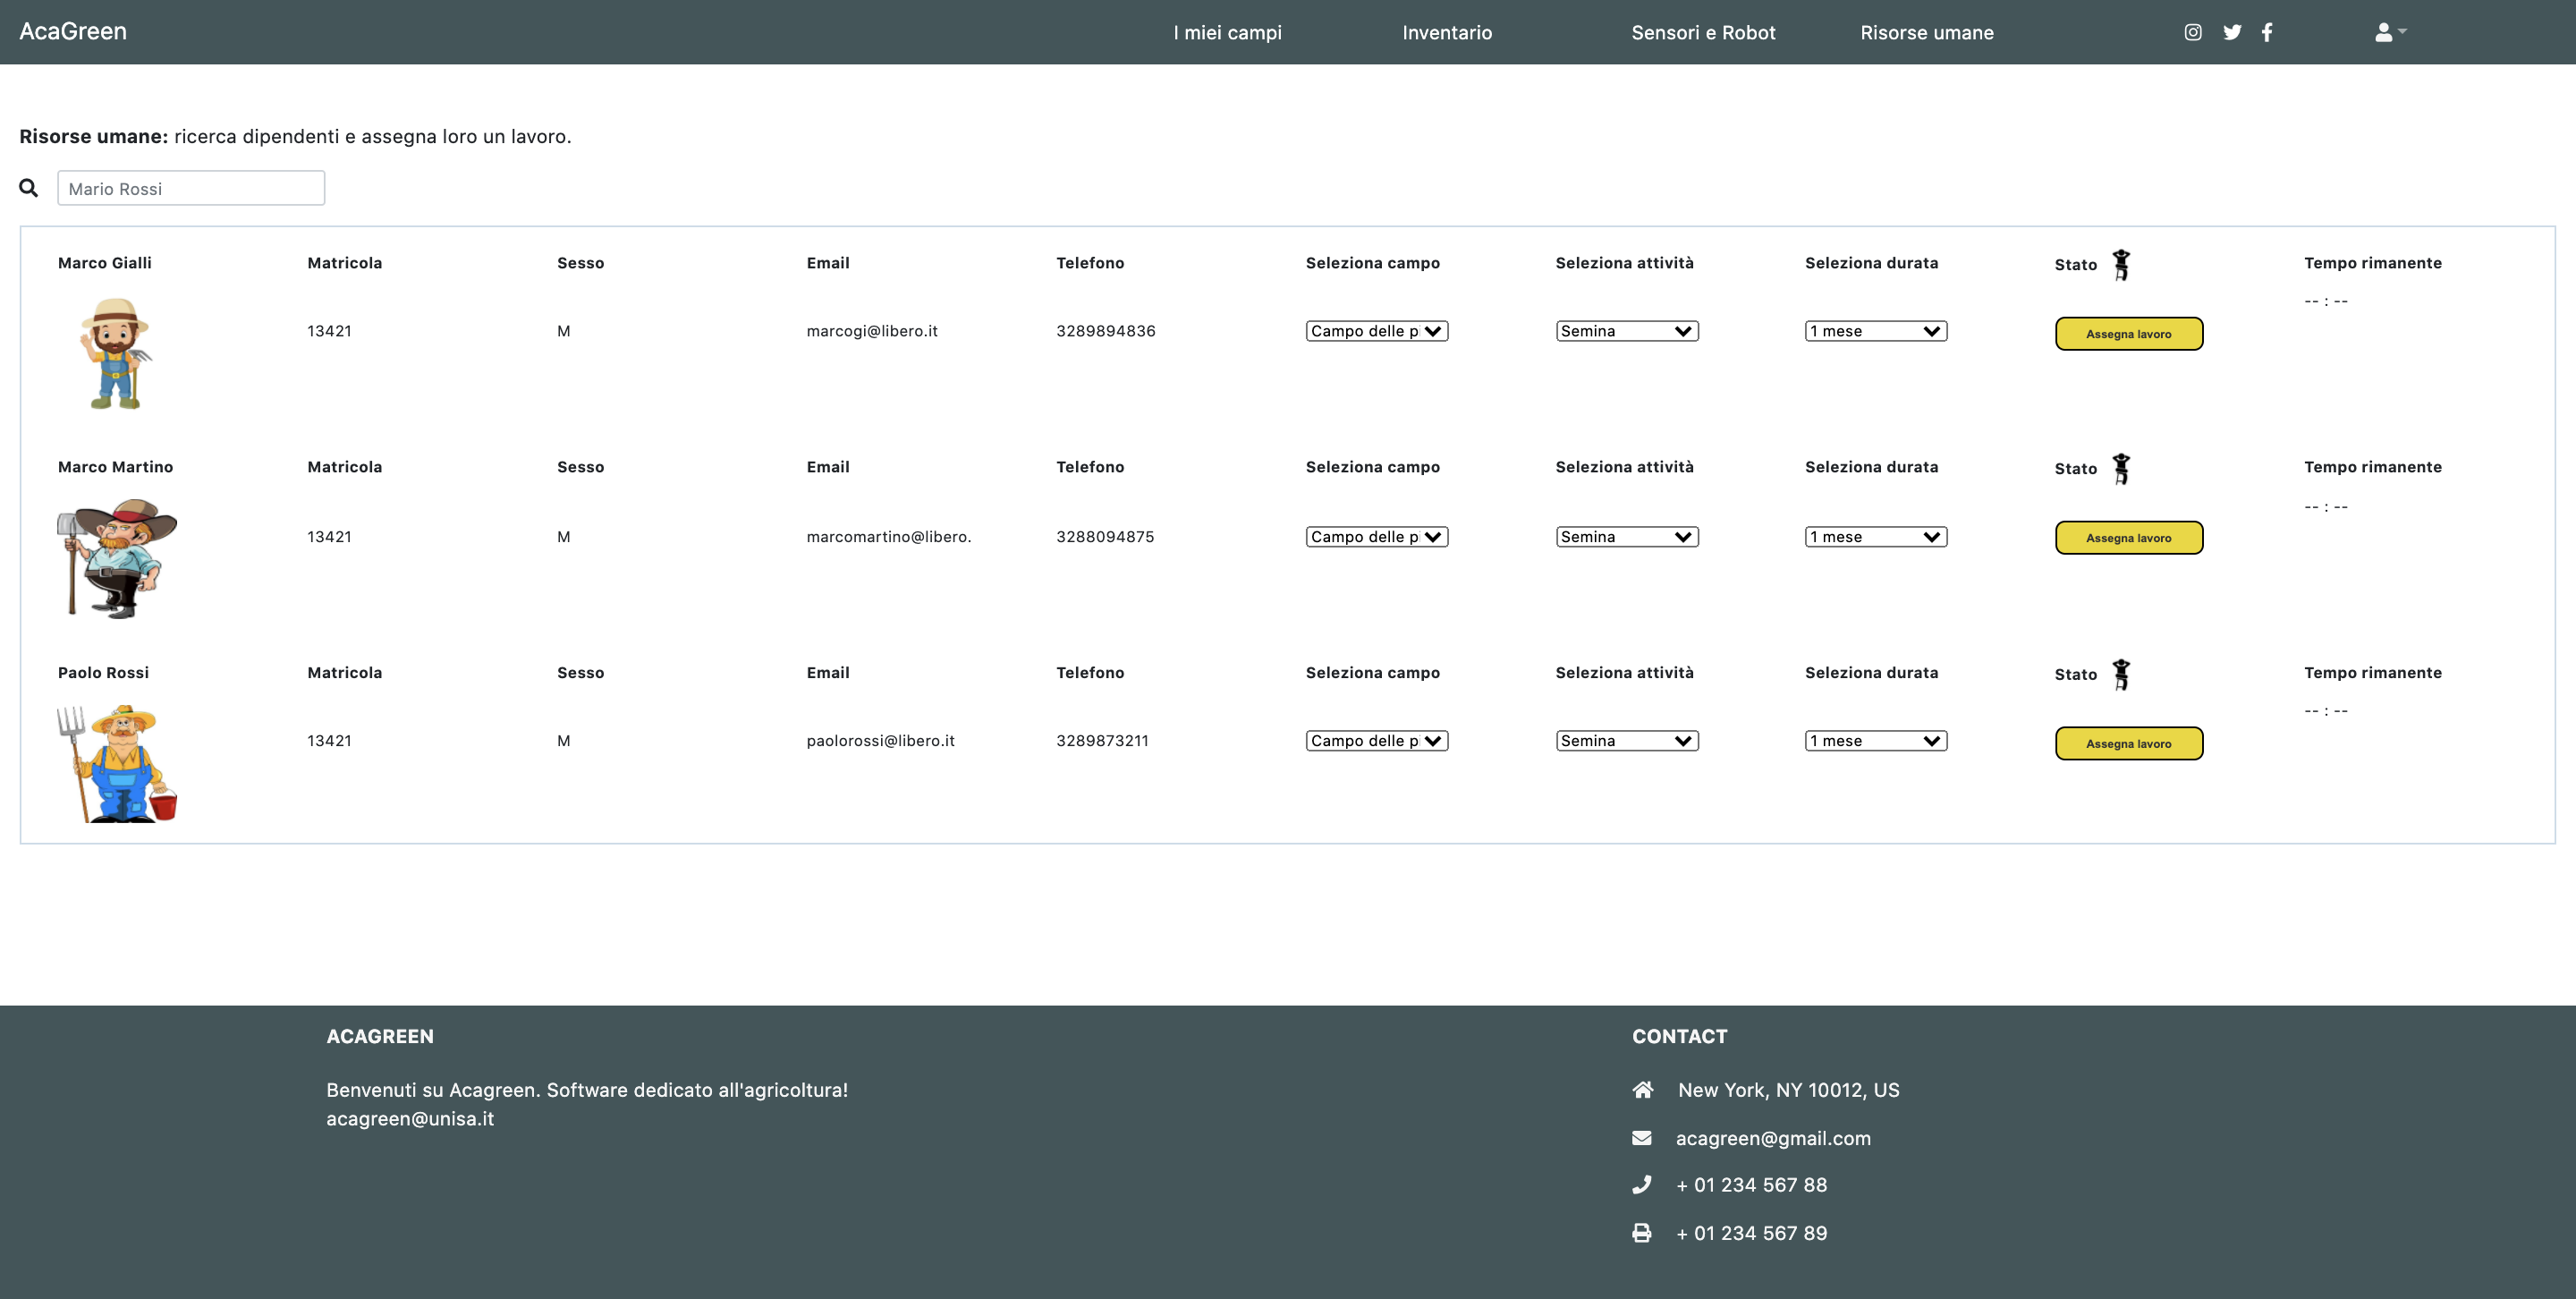 AcaGreen
I miei campi
Inventario
Sensori e Robot
Risorse umane
Risorse umane: ricerca dipendenti e assegna loro un lavoro.
Mario Rossi
Marco Gialli
Matricola
Sesso
Email
Telefono
Seleziona campo
Seleziona attività
Seleziona durata
Stato
Tempo rimanente
-- : --
13421
M
marcogi@libero.it
3289894836
Campo delle p
Semina
1 mese
Assegna lavoro
Marco Martino
Matricola
Sesso
Email
Telefono
Seleziona campo
Seleziona attività
Seleziona durata
Stato
Tempo rimanente
-- : --
13421
M
marcomartino@libero.
3288094875
Campo delle p
Semina
1 mese
Assegna lavoro
Paolo Rossi
Matricola
Sesso
Email
Telefono
Seleziona campo
Seleziona attività
Seleziona durata
Stato
Tempo rimanente
-- : --
13421
M
paolorossi@libero.it
3289873211
Campo delle p
Semina
1 mese
Assegna lavoro
ACAGREEN
Benvenuti su Acagreen. Software dedicato all'agricoltura!
acagreen@unisa.it
CONTACT
New York, NY 10012, US
acagreen@gmail.com
+ 01 234 567 88
+ 01 234 567 89